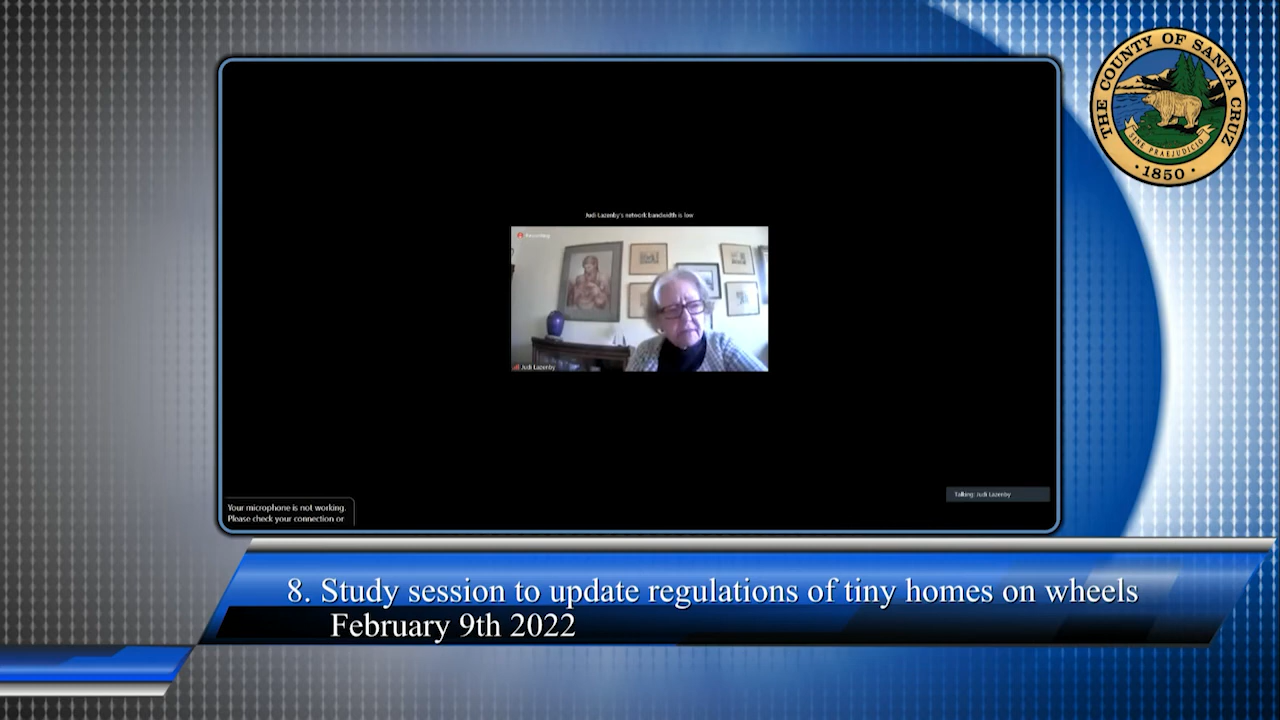 THE COUNTY OF SANTA CRUZ
SINE PRAEJUDICIO
• 1850 •
Judi Lazenby's network bandwidth is low
Recording
Judi Lazenby
Talking: Judi Lazenby
Your microphone is not working.
Please check your connection or
8. Study session to update regulations of tiny homes on wheels
February 9th 2022